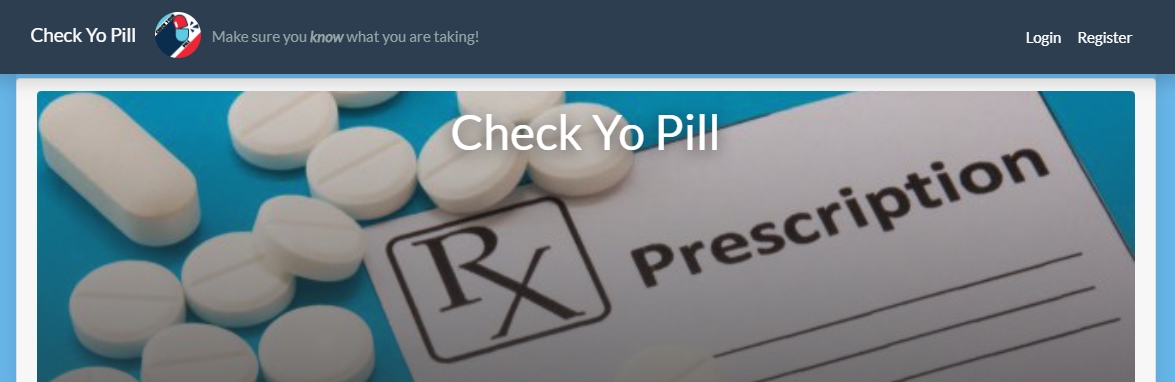 Check Yo Pill
Make sure you know what you are taking!
Login Register
Check Yo Pill
Rx Prescription